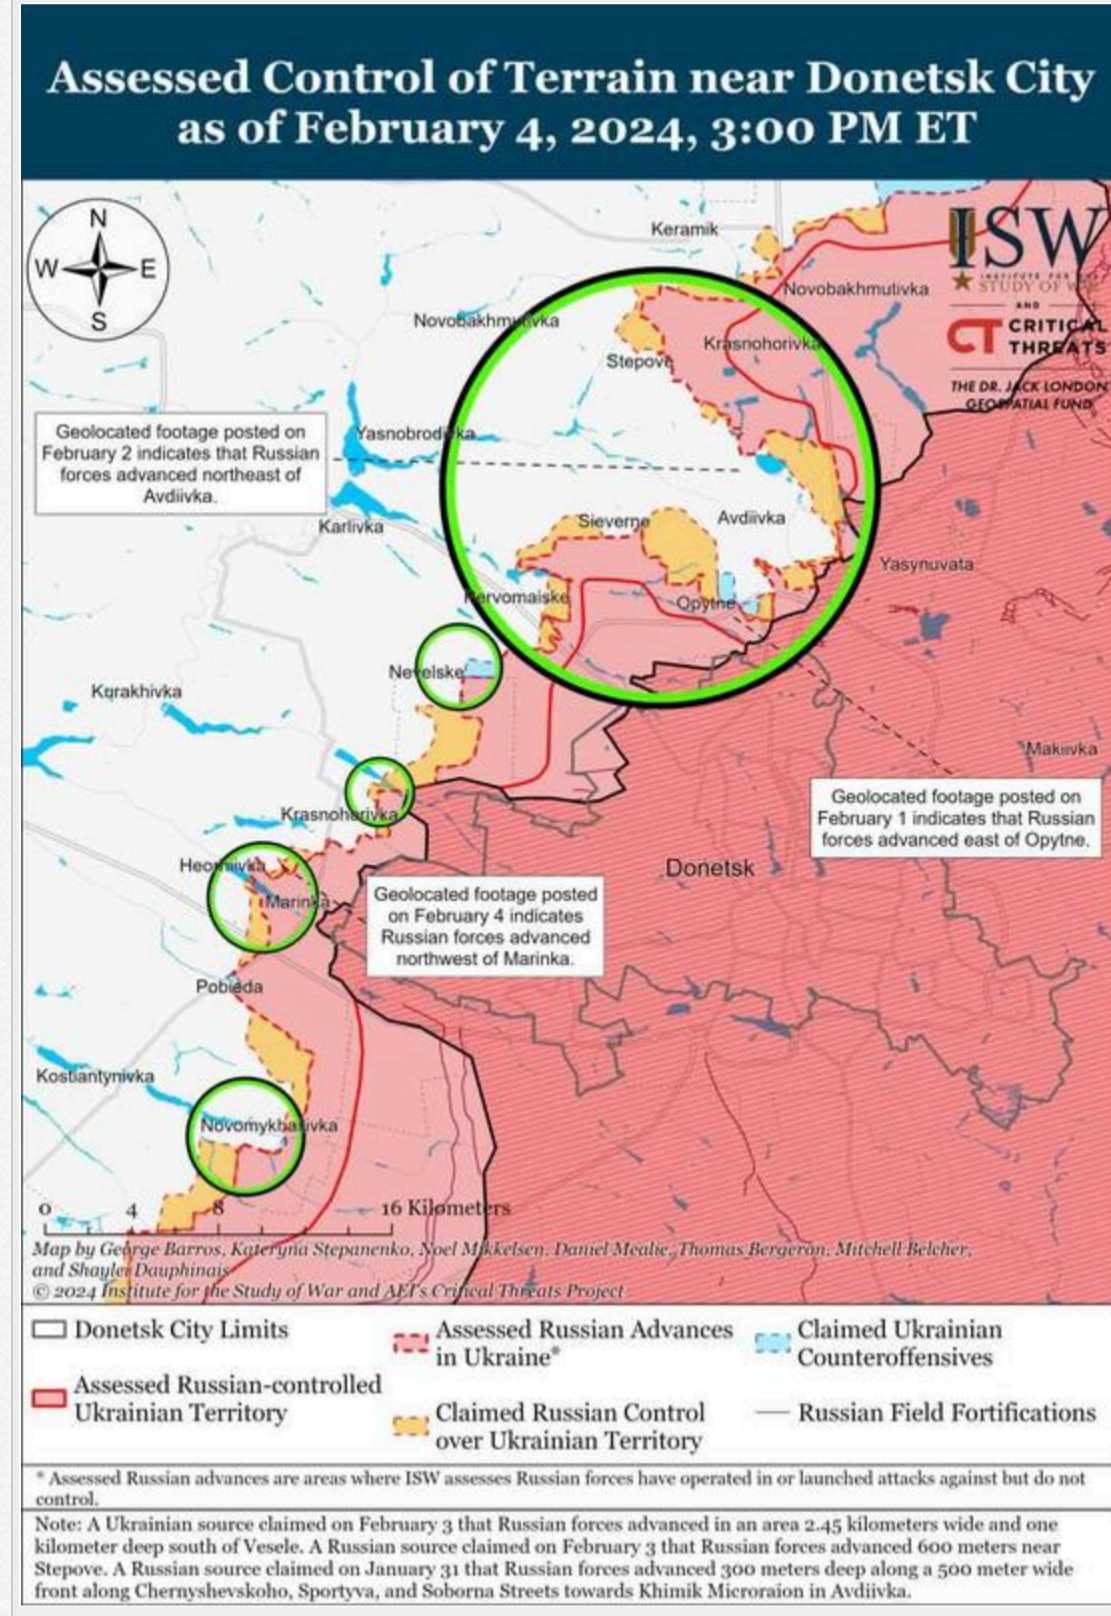 Assessed Control of Terrain near Donetsk City
as of February 4, 2024, 3:00 PM ET
N
W
E
S
ISW
INSTITUTE FOR THE
STUDY OF WAR
AND
CT
CRITICAL
THREATS
THE DR. JACK LONDON
GEOSPATIAL FUND
Keramik
Novobakhmutivka
Novobakhmutivka
Krasnohorivka
Stepove
Geolocated footage posted on
February 2 indicates that Russian
forces advanced northeast of
Avdiivka.
Yasnobrodivka
Karlivka
Sieverne
Avdiivka
Yasynuvata
Pervomaiske
Opytne
Nevelske
Kurakhivka
Makiivka
Geolocated footage posted on
February 1 indicates that Russian
forces advanced east of Opytne.
Krasnohorivka
Heorhiivka
Donetsk
Marinka
Geolocated footage posted
on February 4 indicates
Russian forces advanced
northwest of Marinka.
Pobieda
Kostiantynivka
Novomykhailivka
0 4 8 16 Kilometers
Map by George Barros, Kateryna Stepanenko, Noel Mikkelsen, Daniel Mealie, Thomas Bergeron, Mitchell Belcher,
and Shaylei Dauphinais
© 2024 Institute for the Study of War and AEI's Critical Threats Project
Donetsk City Limits
Assessed Russian-controlled
Ukrainian Territory
Assessed Russian Advances
in Ukraine*
Claimed Russian Control
over Ukrainian Territory
Claimed Ukrainian
Counteroffensives
Russian Field Fortifications
* Assessed Russian advances are areas where ISW assesses Russian forces have operated in or launched attacks against but do not
control.
Note: A Ukrainian source claimed on February 3 that Russian forces advanced in an area 2.45 kilometers wide and one
kilometer deep south of Vesele. A Russian source claimed on February 3 that Russian forces advanced 600 meters near
Stepove. A Russian source claimed on January 31 that Russian forces advanced 300 meters deep along a 500 meter wide
front along Chernyshevskoho, Sportyva, and Soborna Streets towards Khimik Microraion in Avdiivka.